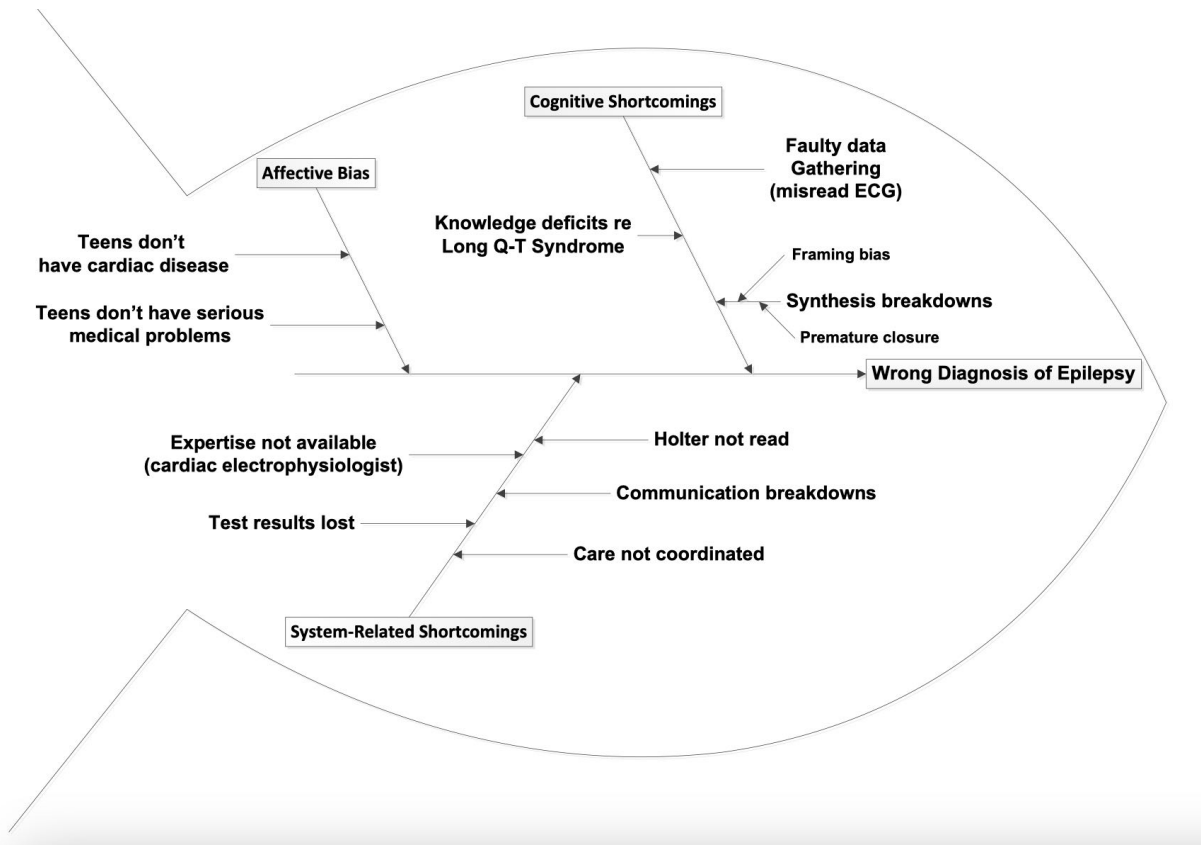 Cognitive Shortcomings
Faulty data
Gathering
(misread ECG)
Affective Bias
Knowledge deficits re
Long Q-T Syndrome
Teens don’t
have cardiac disease
Framing bias
Synthesis breakdowns
Teens don’t have serious
medical problems
Premature closure
Wrong Diagnosis of Epilepsy
Expertise not available
(cardiac electrophysiologist)
Holter not read
Communication breakdowns
Test results lost
Care not coordinated
System-Related Shortcomings